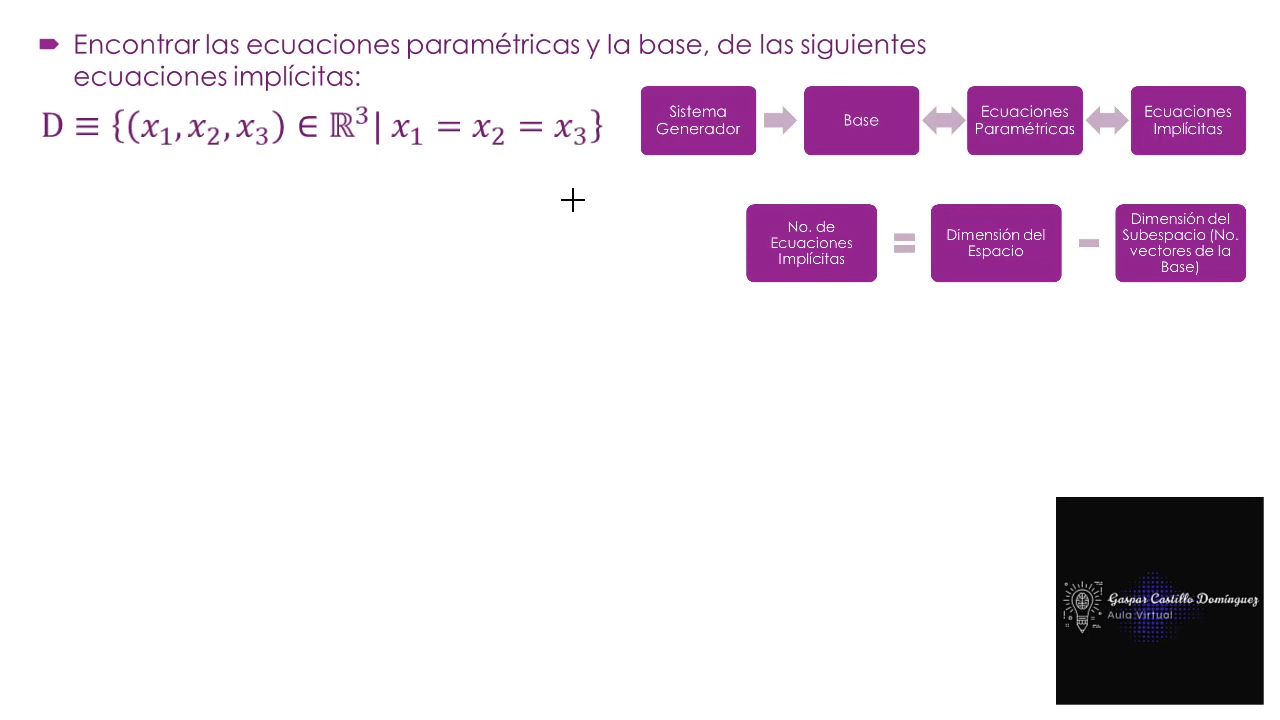 Encontrar las ecuaciones paramétricas y la base, de las siguientes
ecuaciones implícitas:
D ≡ {(x₁, x₂, x₃) ∈ ℝ³| x₁ = x₂ = x₃}
Sistema
Generador
Base
Ecuaciones
Paramétricas
Ecuaciones
Implícitas
No. de
Ecuaciones
Implícitas
=
Dimensión del
Espacio
-
Dimensión del
Subespacio (No.
vectores de la
Base)
Gaspar Castillo Domínguez
Aula Virtual